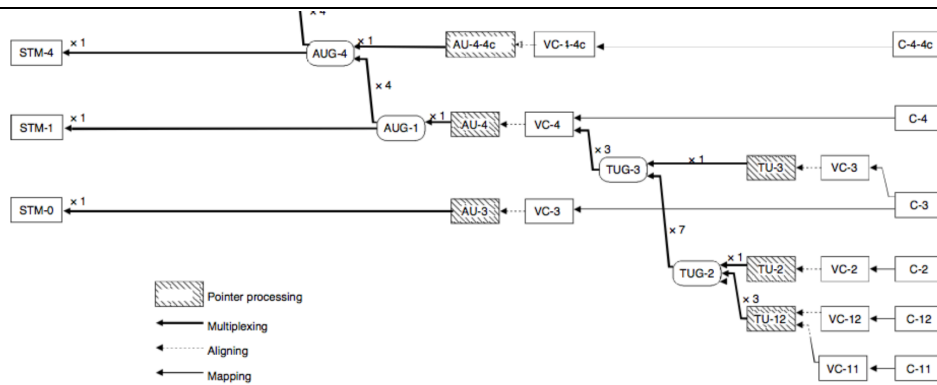 × 4
STM-4
× 1
AUG-4
× 1
AU-4-4c
VC-4-4c
C-4-4c
× 4
STM-1
× 1
AUG-1
× 1
AU-4
VC-4
C-4
× 3
TUG-3
× 1
TU-3
VC-3
STM-0
× 1
AU-3
VC-3
C-3
× 7
TUG-2
× 1
TU-2
VC-2
C-2
× 3
TU-12
VC-12
C-12
VC-11
C-11
Pointer processing
Multiplexing
Aligning
Mapping